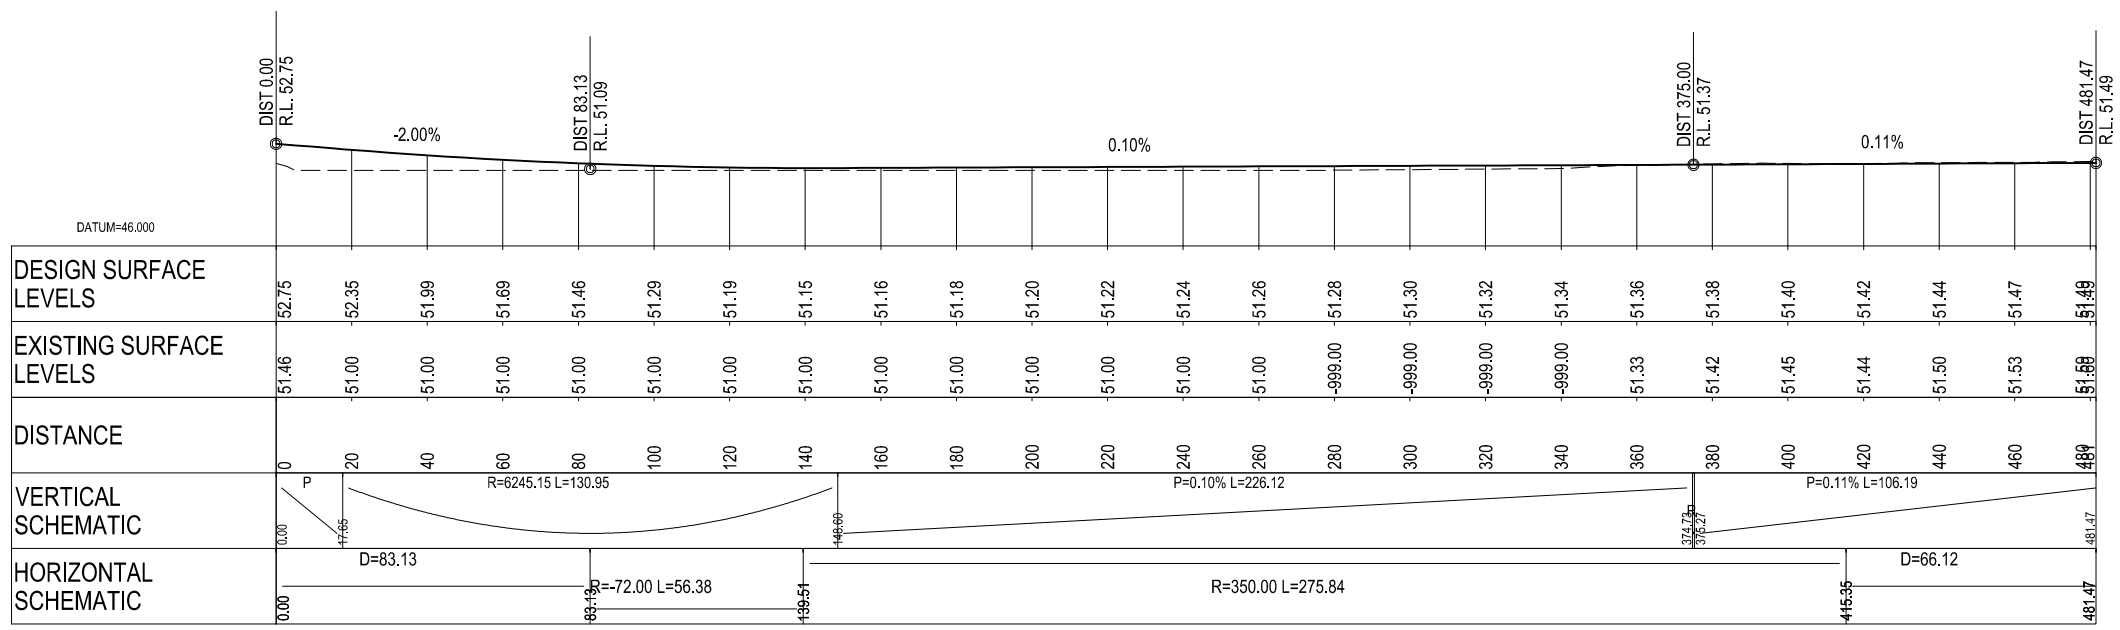 DIST 0.00
R.L. 52.75
DIST 83.13
R.L. 51.09
DIST 375.00
R.L. 51.37
DIST 481.47
R.L. 51.49
-2.00%
0.10%
0.11%
DATUM=46.000
DESIGN SURFACE
LEVELS
52.75 52.35 51.99 51.69 51.46 51.29 51.19 51.15 51.16 51.18 51.20 51.22 51.24 51.26 51.28 51.30 51.32 51.34 51.36 51.38 51.40 51.42 51.44 51.47 51.49 51.49
EXISTING SURFACE
LEVELS
51.46 51.00 51.00 51.00 51.00 51.00 51.00 51.00 51.00 51.00 51.00 51.00 51.00 51.00 -999.00 -999.00 -999.00 -999.00 51.33 51.42 51.45 51.44 51.50 51.53
DISTANCE
0 20 40 60 80 100 120 140 160 180 200 220 240 260 280 300 320 340 360 380 400 420 440 460 480 481
VERTICAL
SCHEMATIC
P
R=6245.15 L=130.95
P=0.10% L=226.12
P=0.11% L=106.19
0.00 17.65 148.60 374.73 375.27 481.47
HORIZONTAL
SCHEMATIC
D=83.13
R=-72.00 L=56.38
R=350.00 L=275.84
D=66.12
0.00 83.13 139.51 415.35 481.47